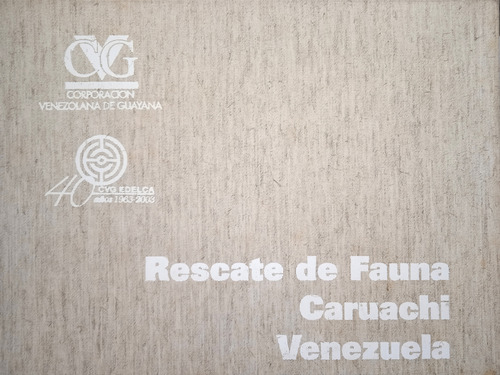 CVG
CORPORACION
VENEZOLANA DE GUAYANA
40
CVG EDELCA
años 1963-2003
Rescate de Fauna
Caruachi
Venezuela